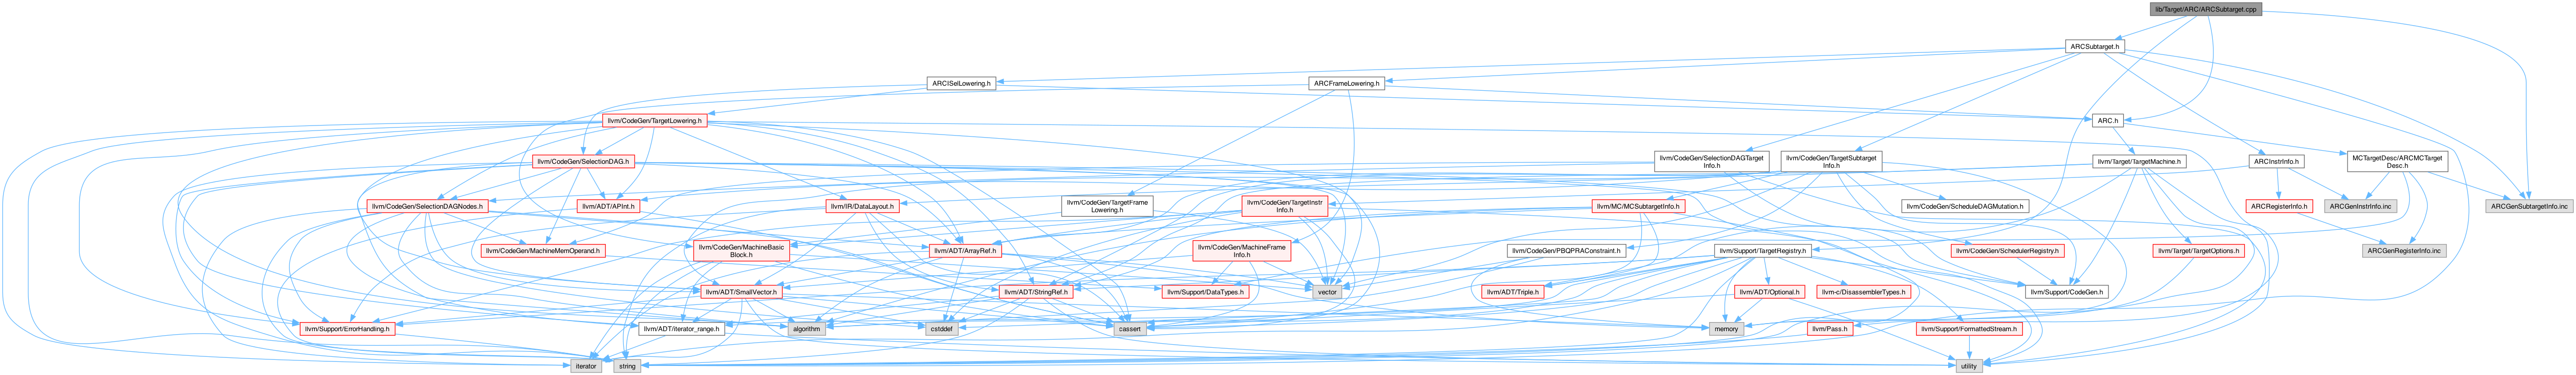 lib/Target/ARC/ARCSubtarget.cpp
ARCSubtarget.h
ARCISelLowering.h
ARCFrameLowering.h
llvm/CodeGen/TargetLowering.h
ARC.h
llvm/CodeGen/SelectionDAG.h
llvm/CodeGen/SelectionDAGTarget
Info.h
llvm/CodeGen/TargetSubtarget
Info.h
llvm/Target/TargetMachine.h
ARCInstrInfo.h
MCTargetDesc/ARCMCTarget
Desc.h
llvm/CodeGen/SelectionDAGNodes.h
llvm/ADT/APInt.h
llvm/IR/DataLayout.h
llvm/CodeGen/TargetFrame
Lowering.h
llvm/CodeGen/TargetInstr
Info.h
llvm/MC/MCSubtargetInfo.h
llvm/CodeGen/ScheduleDAGMutation.h
ARCRegisterInfo.h
ARCGenInstrInfo.inc
ARCGenSubtargetInfo.inc
llvm/CodeGen/MachineMemOperand.h
llvm/CodeGen/MachineBasic
Block.h
llvm/ADT/ArrayRef.h
llvm/CodeGen/MachineFrame
Info.h
llvm/CodeGen/PBQPRAConstraint.h
llvm/Support/TargetRegistry.h
llvm/CodeGen/SchedulerRegistry.h
llvm/Target/TargetOptions.h
ARCGenRegisterInfo.inc
llvm/ADT/SmallVector.h
llvm/ADT/StringRef.h
llvm/Support/DataTypes.h
vector
llvm/ADT/Triple.h
llvm/ADT/Optional.h
llvm-c/DisassemblerTypes.h
llvm/Support/CodeGen.h
llvm/Support/ErrorHandling.h
llvm/ADT/iterator_range.h
algorithm
cstddef
cassert
memory
llvm/Pass.h
llvm/Support/FormattedStream.h
iterator
string
utility